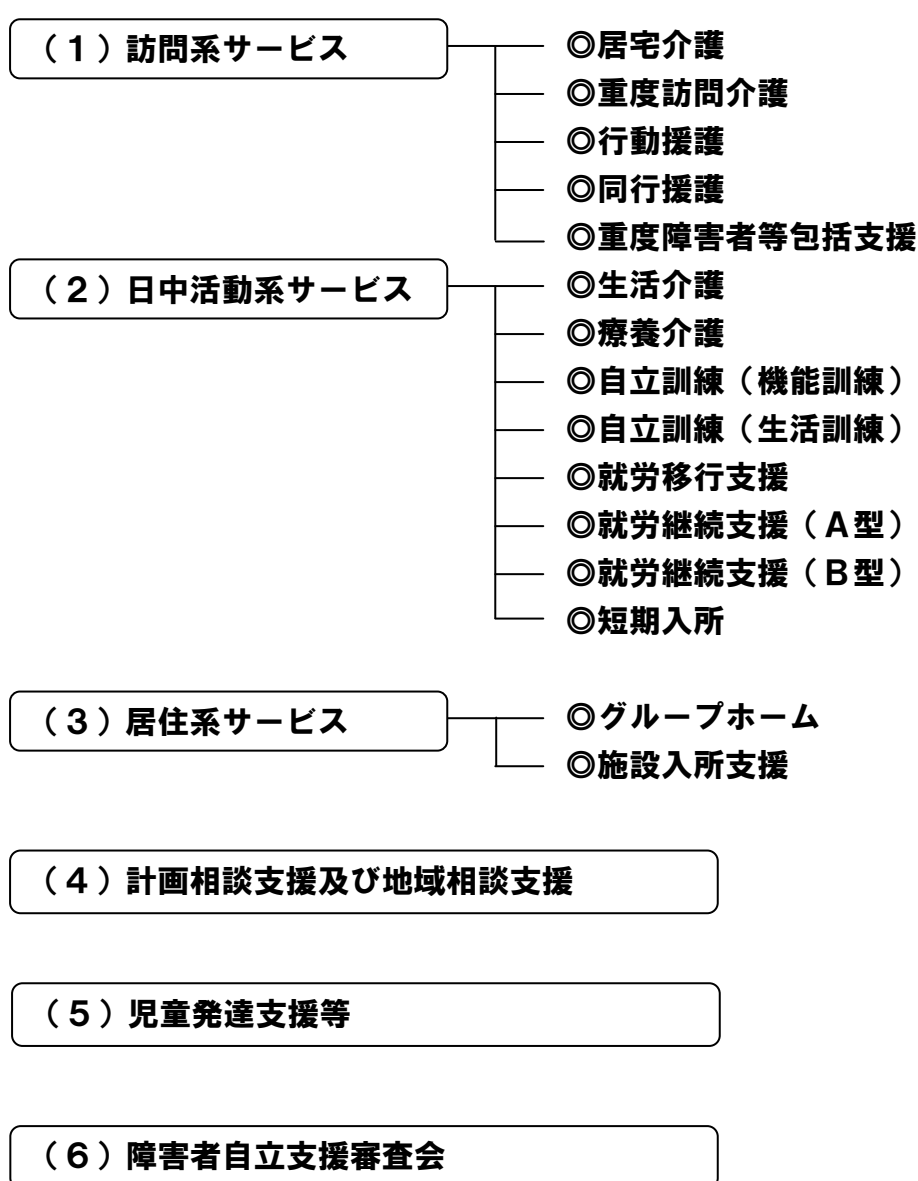 （１）訪問系サービス
◎居宅介護
◎重度訪問介護
◎行動援護
◎同行援護
◎重度障害者等包括支援
（２）日中活動系サービス
◎生活介護
◎療養介護
◎自立訓練（機能訓練）
◎自立訓練（生活訓練）
◎就労移行支援
◎就労継続支援（Ａ型）
◎就労継続支援（Ｂ型）
◎短期入所
（３）居住系サービス
◎グループホーム
◎施設入所支援
（４）計画相談支援及び地域相談支援
（５）児童発達支援等
（６）障害者自立支援審査会